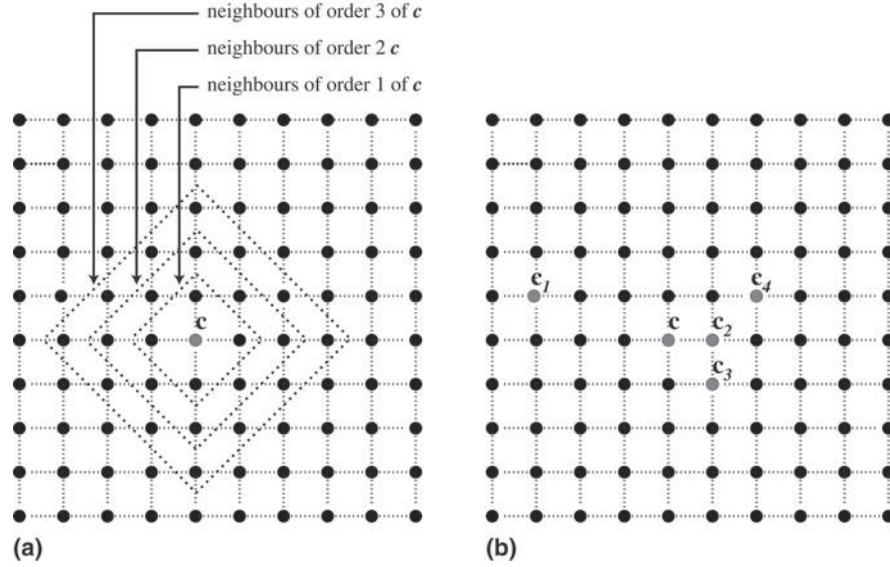 neighbours of order 3 of c
neighbours of order 2 c
neighbours of order 1 of c
c
(a)
c1
c4
c
c2
c3
(b)